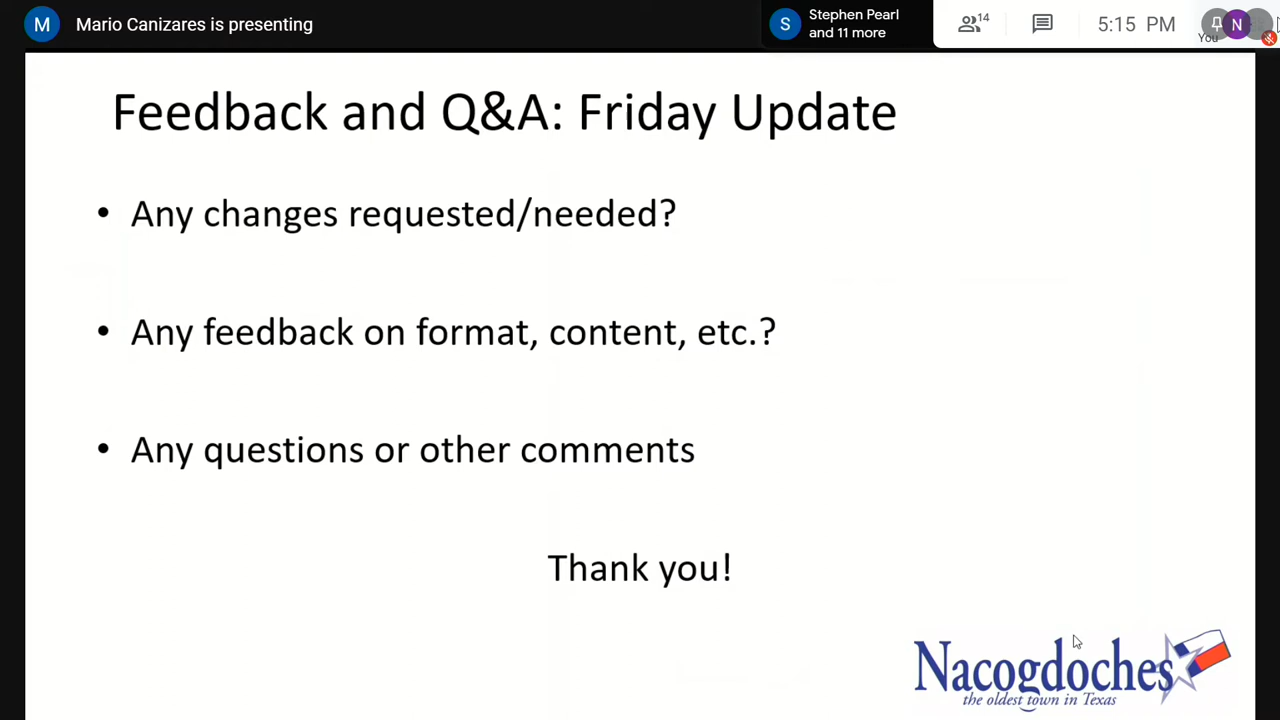 M Mario Canizares is presenting
S Stephen Pearl
and 11 more
14
5:15 PM
N
You
Feedback and Q&A: Friday Update
• Any changes requested/needed?
• Any feedback on format, content, etc.?
• Any questions or other comments
Thank you!
Nacogdoches
the oldest town in Texas